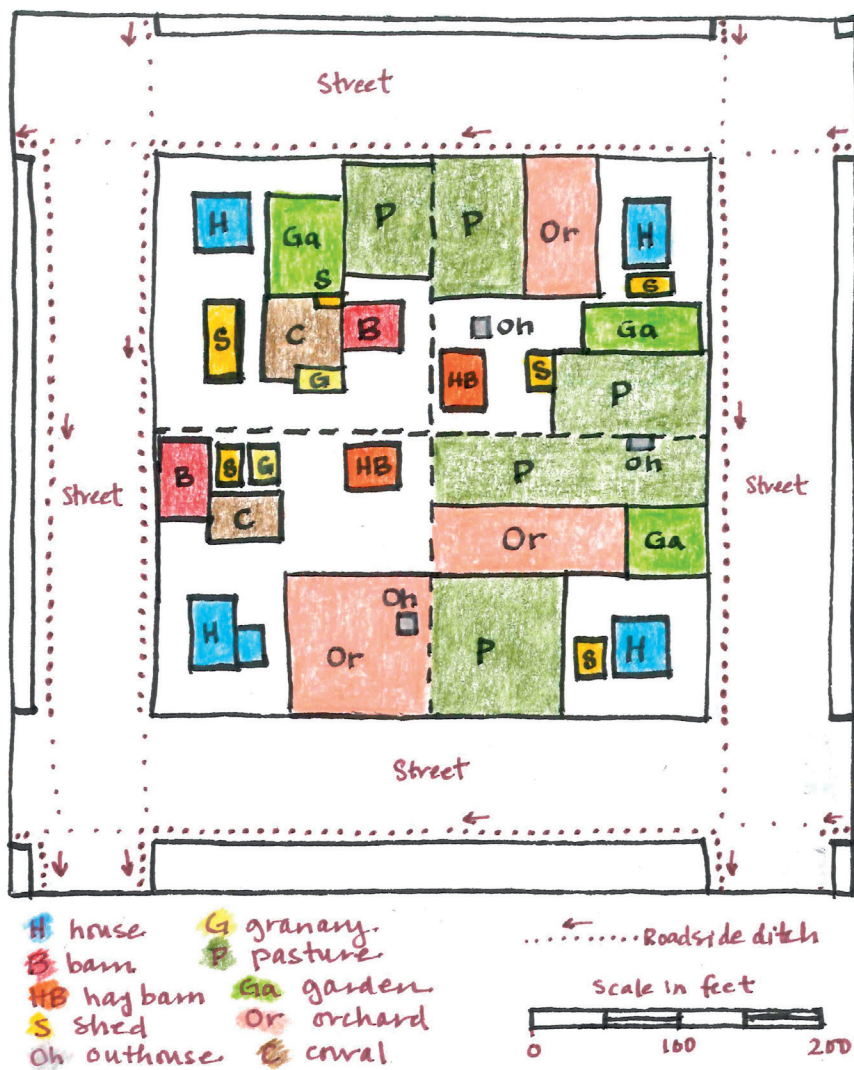 Street
H
Ga
P
P
Or
H
S
S
C
B
Oh
Ga
G
HB
S
P
B
S
G
HB
P
Oh
C
Or
Ga
Street
Street
H
Oh
Or
P
S
H
Street
H house
G granary
B barn
P pasture
HB hay barn
Ga garden
S shed
Or orchard
Oh outhouse
C corral
Roadside ditch
Scale in feet
0 100 200